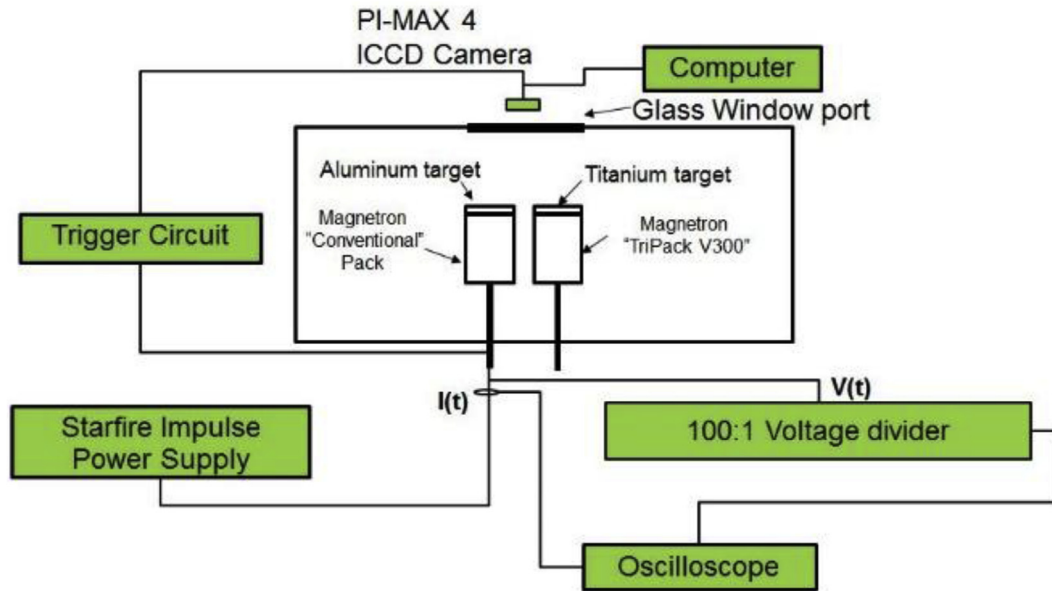 PI-MAX 4
ICCD Camera
Computer
Glass Window port
Aluminum target
Titanium target
Magnetron
"Conventional"
Pack
Magnetron
"TriPack V300"
Trigger Circuit
I(t)
V(t)
Starfire Impulse
Power Supply
100:1 Voltage divider
Oscilloscope